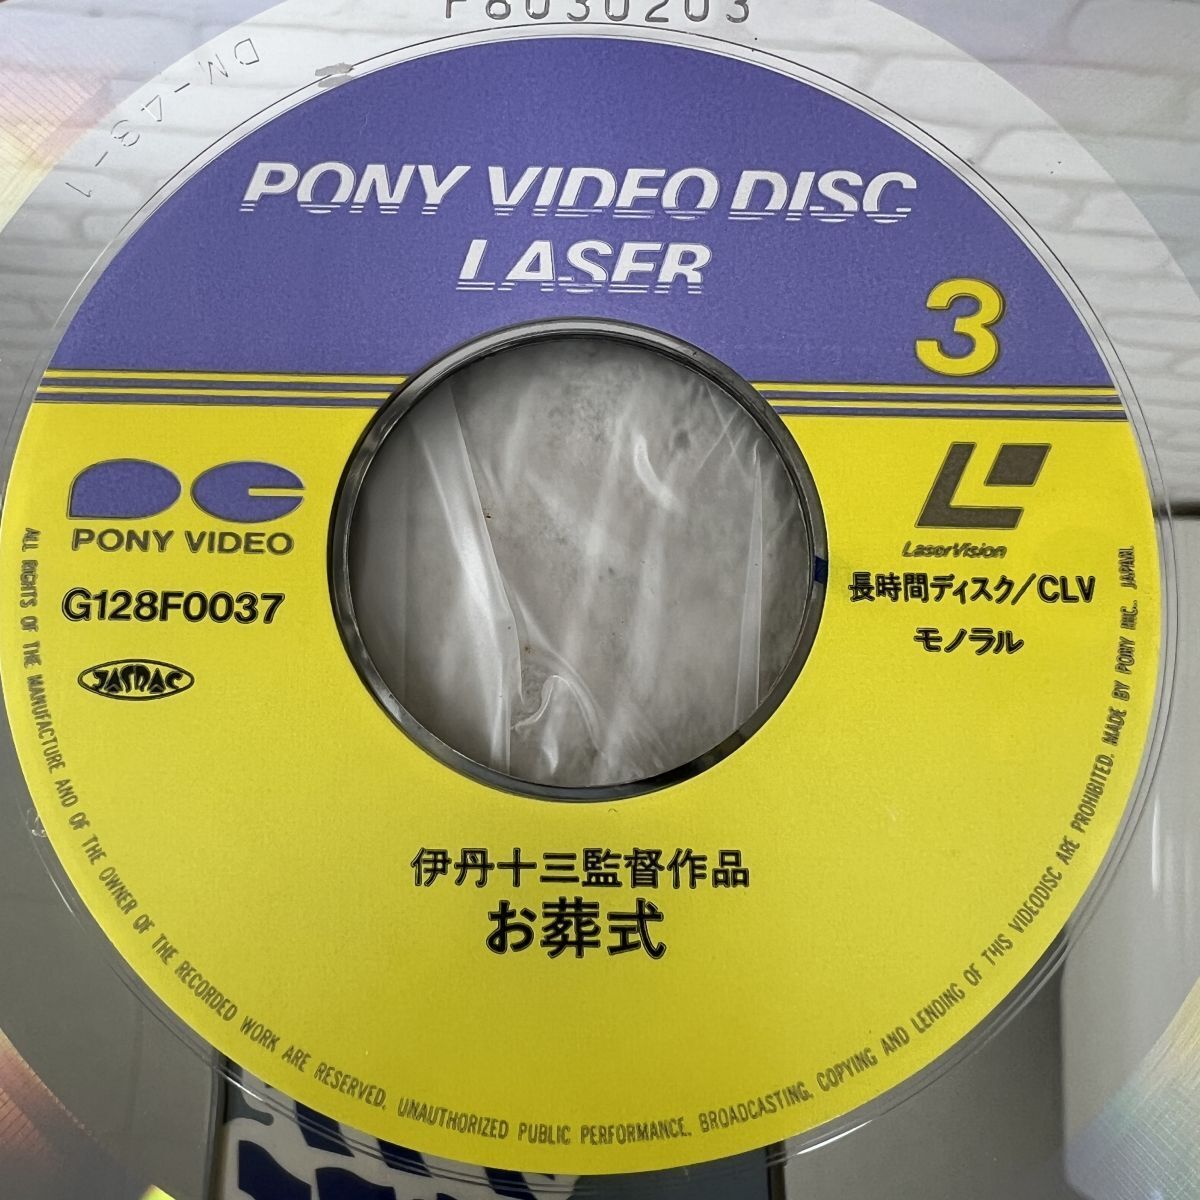 F6030203
DM-43-1
PONY VIDEO DISC
LASER
3
PONY VIDEO
G128F0037
JASRAC
LaserVision
長時間ディスク/CLV
モノラル
伊丹十三監督作品
お葬式
ALL RIGHTS OF THE MANUFACTURE AND OF THE OWNER OF THE RECORDED WORK ARE RESERVED. UNAUTHORIZED PUBLIC PERFORMANCE, BROADCASTING, COPYING AND LENDING OF THIS VIDEODISC ARE PROHIBITED. MADE BY PONY INC., JAPAN.